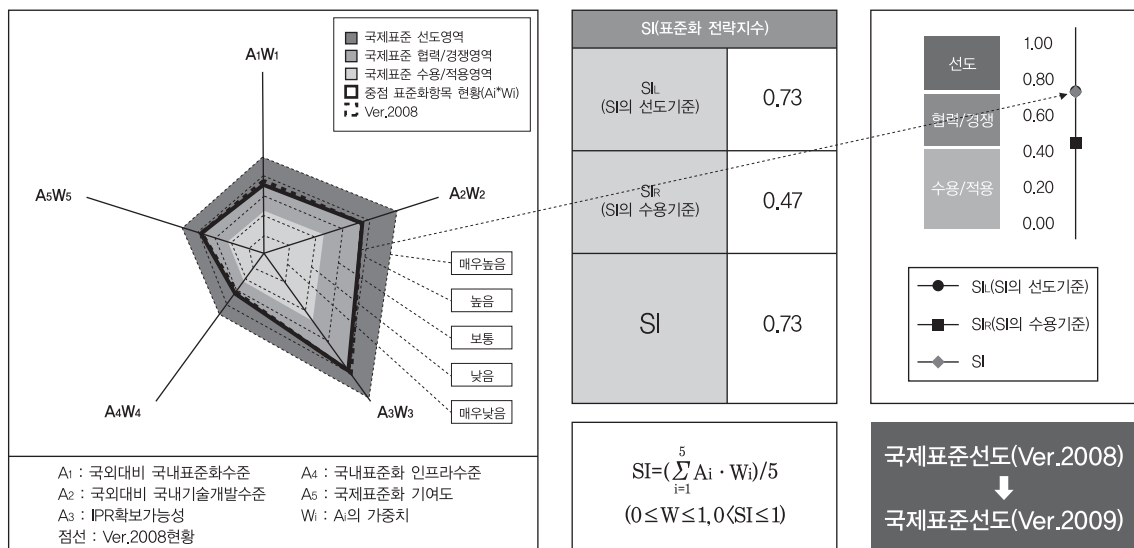 국제표준 선도영역
국제표준 협력/경쟁영역
국제표준 수용/적용영역
중점 표준화항목 현황(Ai*Wi)
Ver.2008
A1W1
A2W2
A5W5
A4W4
A3W3
매우높음
높음
보통
낮음
매우낮음
A1 : 국외대비 국내표준화수준
A2 : 국외대비 국내기술개발수준
A3 : IPR확보가능성
점선 : Ver.2008현황
A4 : 국내표준화 인프라수준
A5 : 국제표준화 기여도
Wi : Ai의 가중치
SI(표준화 전략지수)
SIL
(SI의 선도기준)
0.73
SIR
(SI의 수용기준)
0.47
SI
0.73
SI=(∑Ai · Wi)/5
5
i=1
(0≤W≤1, 0<SI≤1)
선도
협력/경쟁
수용/적용
1.00
0.80
0.60
0.40
0.20
0.00
SIL(SI의 선도기준)
SIR(SI의 수용기준)
SI
국제표준선도(Ver.2008)
국제표준선도(Ver.2009)